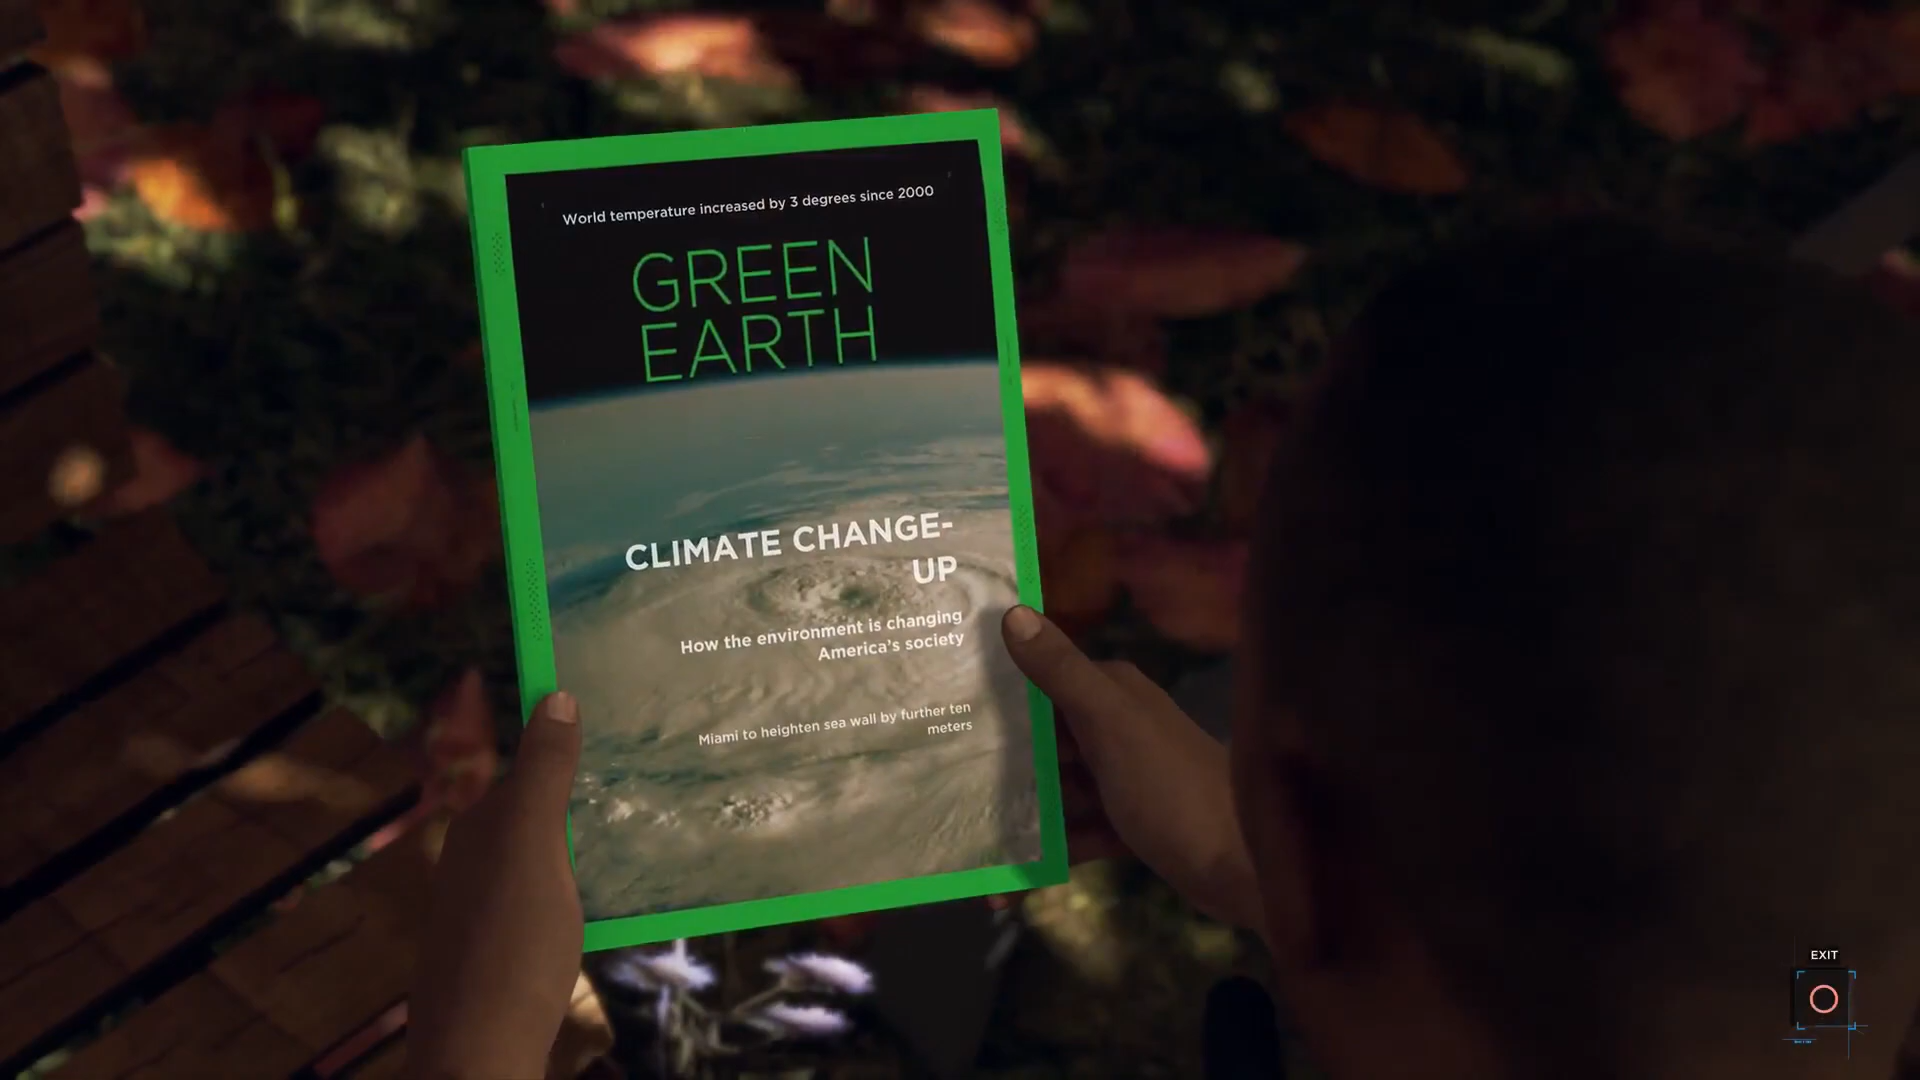 World temperature increased by 3 degrees since 2000
GREEN
EARTH
CLIMATE CHANGE-
UP
How the environment is changing
America's society
Miami to heighten sea wall by further ten
meters
EXIT